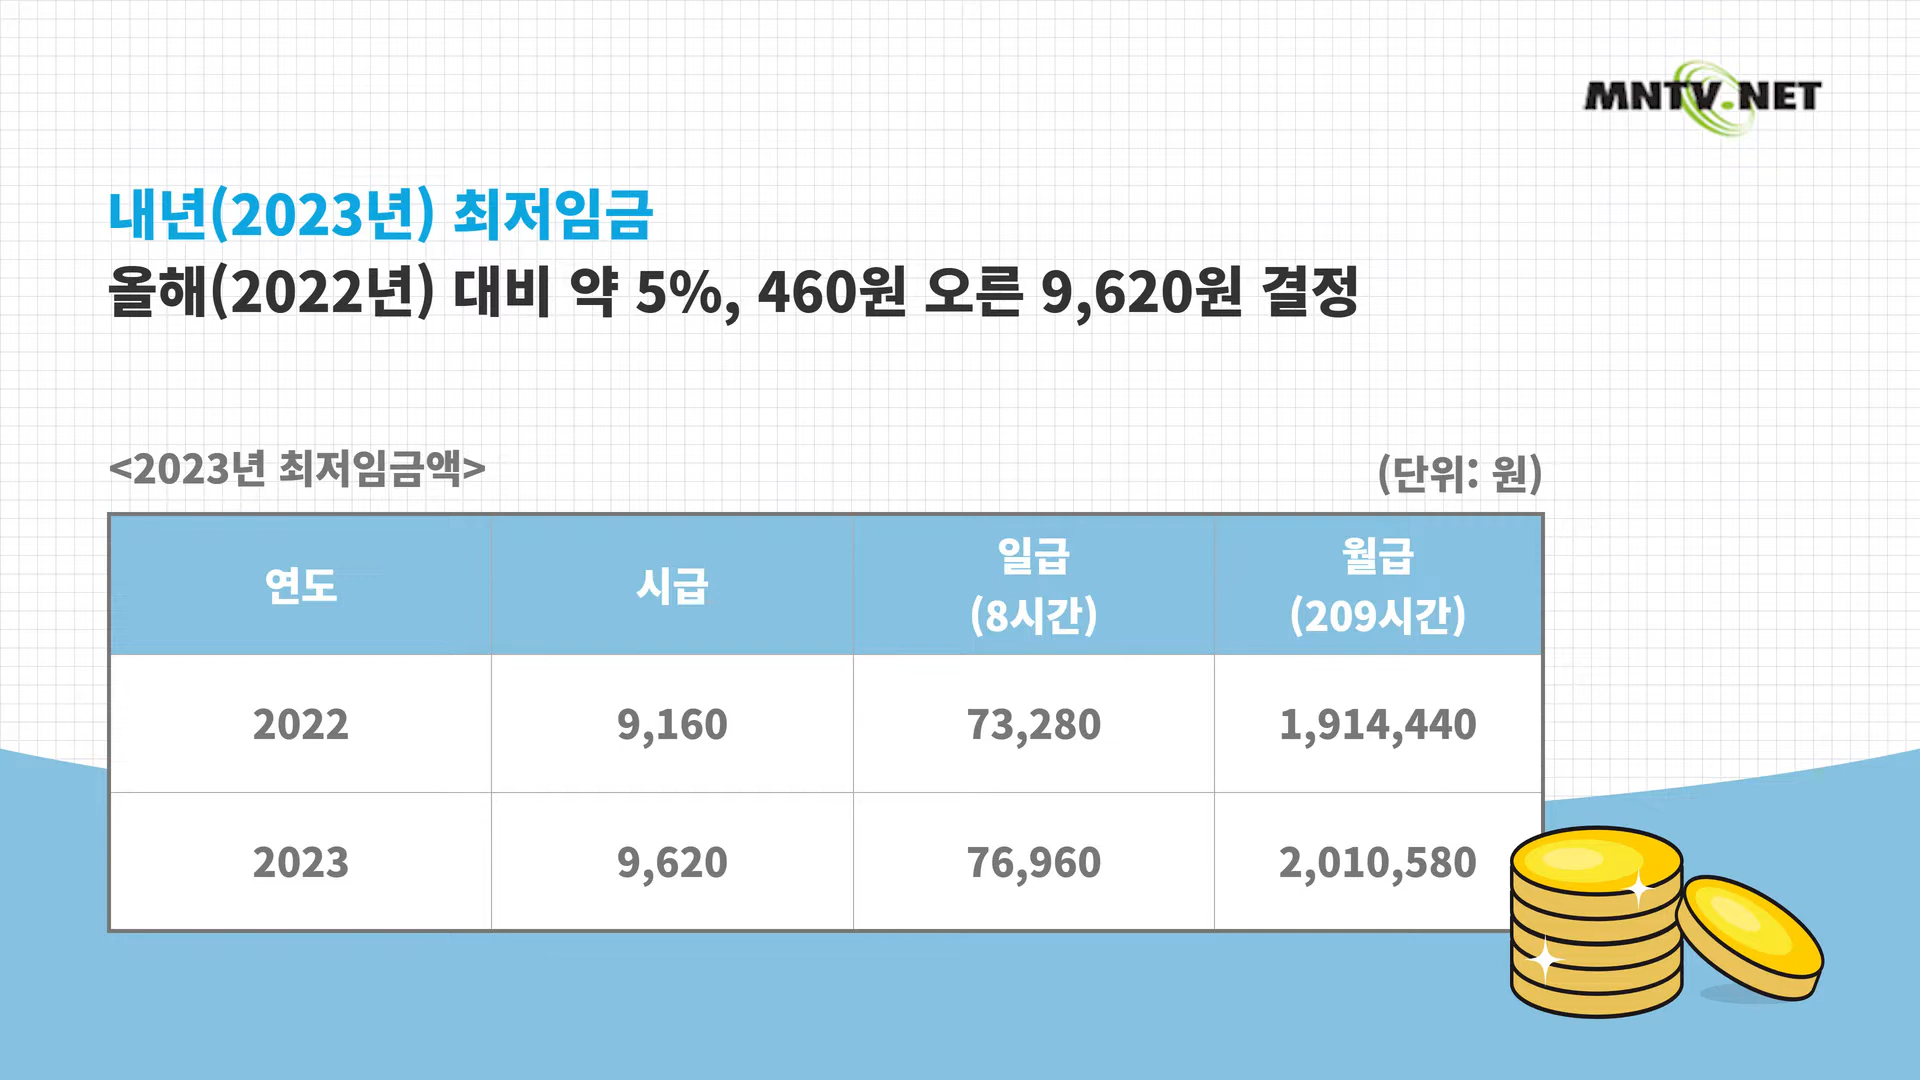 MNTV.NET
내년(2023년) 최저임금
올해(2022년) 대비 약 5%, 460원 오른 9,620원 결정
<2023년 최저임금액>
(단위: 원)
연도 시급 일급 (8시간) 월급 (209시간)
2022 9,160 73,280 1,914,440
2023 9,620 76,960 2,010,580